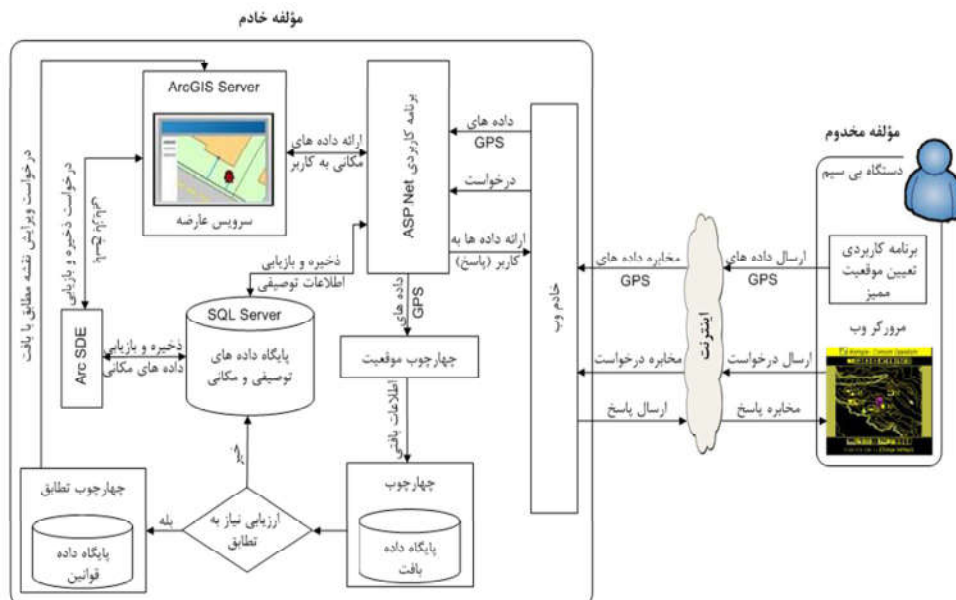 مؤلفه خادم
مؤلفه مخدوم
دستگاه بی سیم
برنامه کاربردی
تعیین موقعیت
ممیز
مرورگر وب
ارسال داده های
GPS
ارسال درخواست
مخابره پاسخ
اینترنت
مخابره داده های
GPS
مخابره درخواست
ارسال پاسخ
خادم وب
داده های
GPS
درخواست
ارائه داده ها به
کاربر (پاسخ)
برنامه کاربردی ASP.Net
ارائه داده های
مکانی به کاربر
ArcGIS Server
سرویس عارضه
ذخیره و بازیابی
اطلاعات توصیفی
داده های
GPS
SQL Server
پایگاه داده های
توصیفی و مکانی
ذخیره و بازیابی
داده های مکانی
Arc SDE
درخواست ذخیره و بازیابی
پاسخ بازیابی
درخواست ویرایش نقشه مطابق با بافت
چهارچوب موقعیت
اطلاعات بافتی
چهارچوب
پایگاه داده
بافت
ارزیابی نیاز به
تطابق
خیر
بله
چهارچوب تطابق
پایگاه داده
قوانین